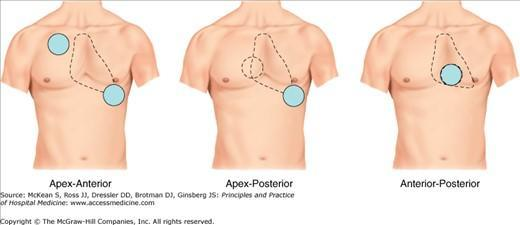 Apex-Anterior
Apex-Posterior
Anterior-Posterior
Source: McKean S, Ross JJ, Dressler DD, Brotman DJ, Ginsberg JS: Principles and Practice
of Hospital Medicine: www.accessmedicine.com
Copyright © The McGraw-Hill Companies, Inc. All rights reserved.